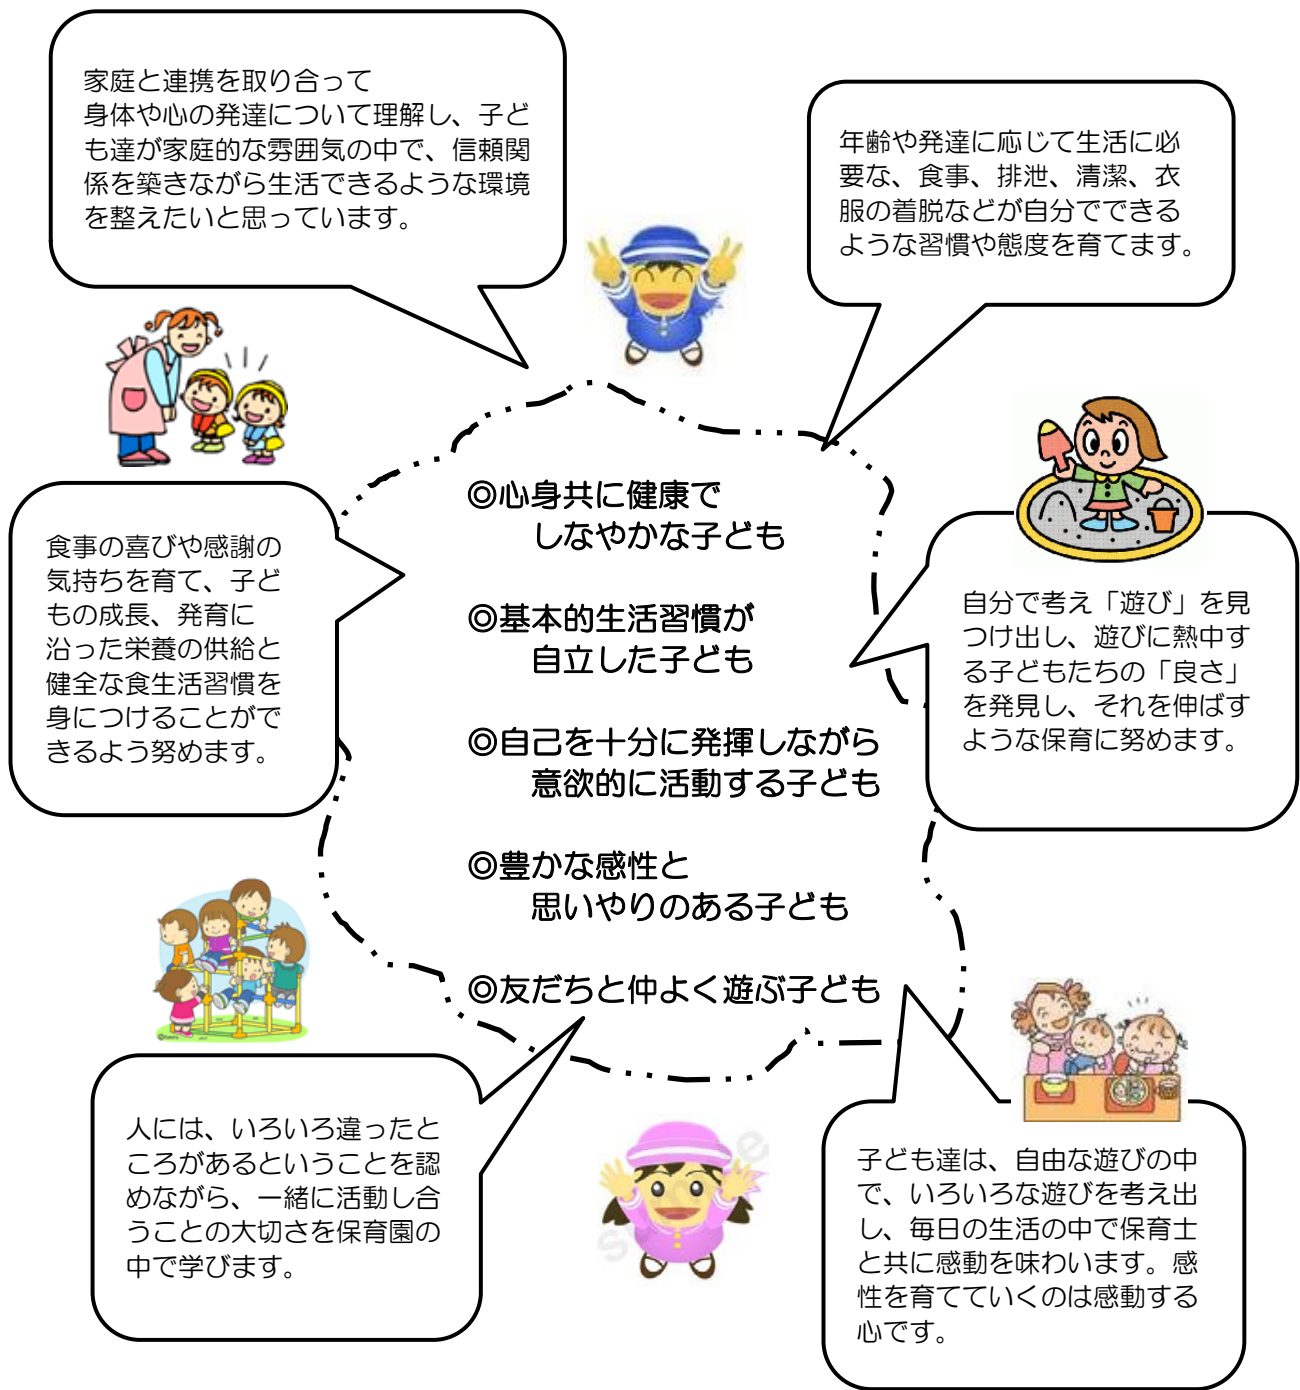 家庭と連携を取り合って
身体や心の発達について理解し、子ど
も達が家庭的な雰囲気の中で、信頼関
係を築きながら生活できるような環境
を整えたいと思っています。
年齢や発達に応じて生活に必
要な、食事、排泄、清潔、衣
服の着脱などが自分でできる
ような習慣や態度を育てます。
食事の喜びや感謝の
気持ちを育て、子ど
もの成長、発育に
沿った栄養の供給と
健全な食生活習慣を
身につけることがで
きるよう努めます。
◎心身共に健康で
しなやかな子ども
◎基本的生活習慣が
自立した子ども
◎自己を十分に発揮しながら
意欲的に活動する子ども
◎豊かな感性と
思いやりのある子ども
◎友だちと仲よく遊ぶ子ども
自分で考え「遊び」を見
つけ出し、遊びに熱中す
る子どもたちの「良さ」
を発見し、それを伸ばす
ような保育に努めます。
人には、いろいろ違ったと
ころがあるということを認
めながら、一緒に活動し合
うことの大切さを保育園の
中で学びます。
子ども達は、自由な遊びの中
で、いろいろな遊びを考え出
し、毎日の生活の中で保育士
と共に感動を味わいます。感
性を育てていくのは感動する
心です。